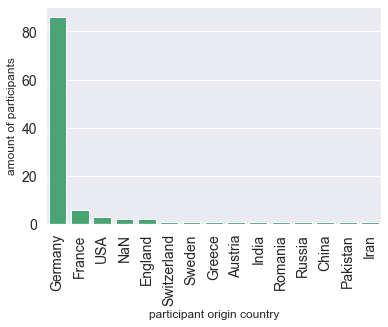 amount of participants
80
60
40
20
0
Germany
France
USA
NaN
England
Switzerland
Sweden
Greece
Austria
India
Romania
Russia
China
Pakistan
Iran
participant origin country